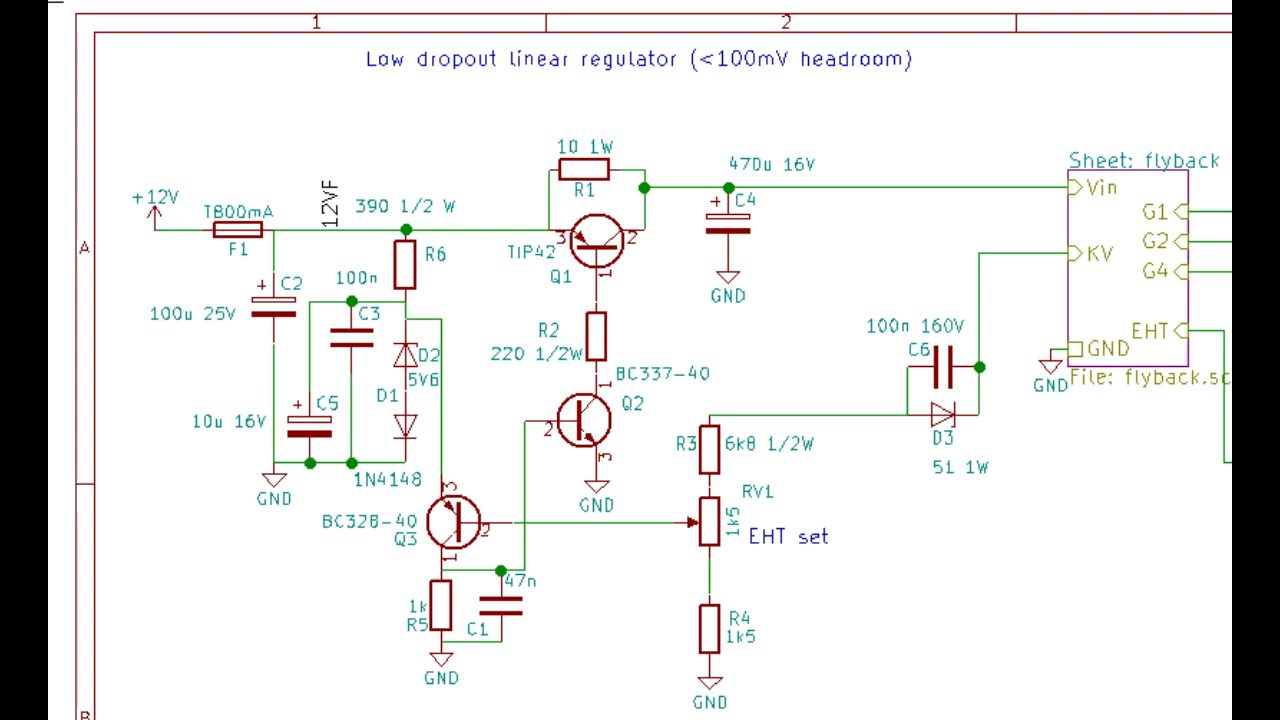 1
2
Low dropout linear regulator (<100mV headroom)
10 1W
R1
470u 16V
C4
+
GND
Sheet: flyback
Vin
G1
KV
G2
G4
EHT
GND
GND
File: flyback.sc
+12V
T800mA
F1
12VF
390 1/2 W
R6
TIP42
Q1
3
2
1
A
+
C2
100u 25V
100n
C3
D2
5V6
D1
R2
220 1/2W
BC337-40
Q2
1
2
3
GND
100n 160V
C6
D3
51 1W
+
C5
10u 16V
GND
1N4148
R3
6k8 1/2W
RV1
1k5
EHT set
BC328-40
Q3
3
2
1
47n
C1
1k
R5
GND
R4
1k5
GND
B